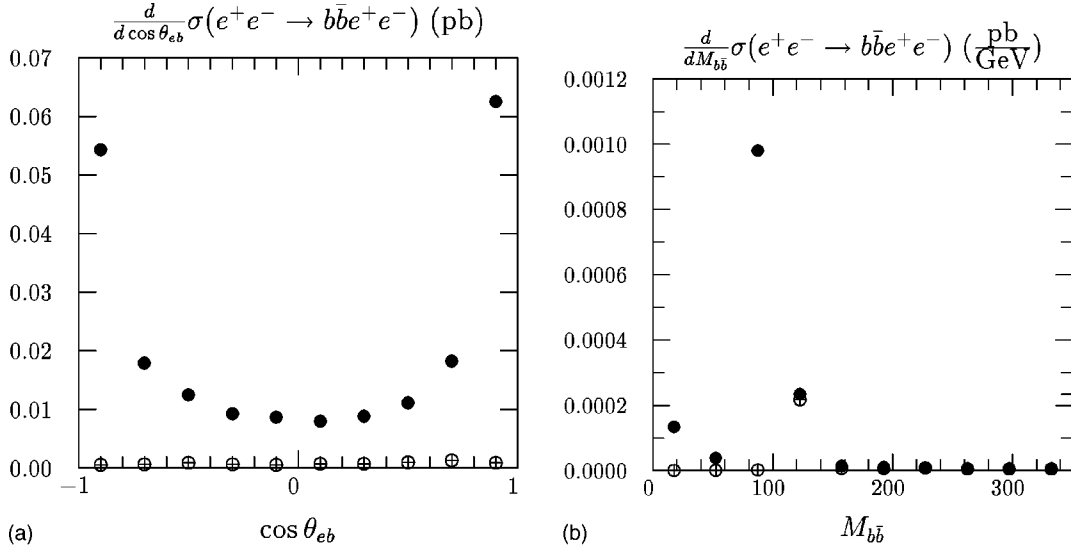 d/(d cos θ_eb) σ(e⁺e⁻ → bb̄e⁺e⁻) (pb)
0.07
0.06
0.05
0.04
0.03
0.02
0.01
0.00
−1 0 1
(a) cos θ_eb
d/(dM_bb̄) σ(e⁺e⁻ → bb̄e⁺e⁻) (pb/GeV)
0.0012
0.0010
0.0008
0.0006
0.0004
0.0002
0.0000
0 100 200 300
(b) M_bb̄